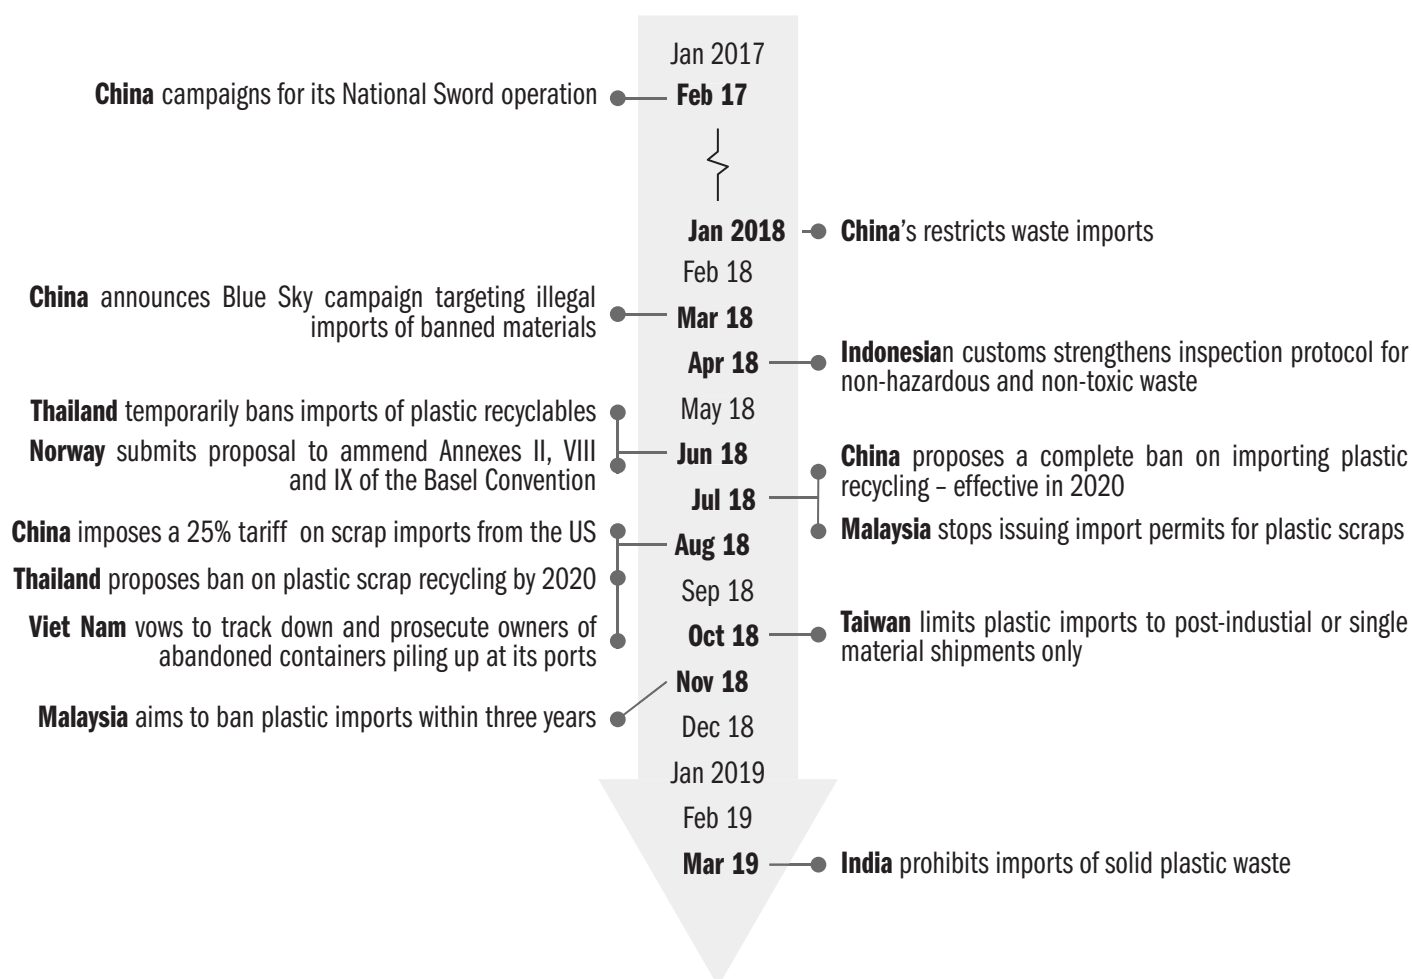 Jan 2017
China campaigns for its National Sword operation
Feb 17
Jan 2018
China's restricts waste imports
Feb 18
China announces Blue Sky campaign targeting illegal
imports of banned materials
Mar 18
Apr 18
Indonesian customs strengthens inspection protocol for
non-hazardous and non-toxic waste
May 18
Thailand temporarily bans imports of plastic recyclables
Norway submits proposal to ammend Annexes II, VIII
and IX of the Basel Convention
Jun 18
Jul 18
China proposes a complete ban on importing plastic
recycling – effective in 2020
Malaysia stops issuing import permits for plastic scraps
China imposes a 25% tariff on scrap imports from the US
Thailand proposes ban on plastic scrap recycling by 2020
Viet Nam vows to track down and prosecute owners of
abandoned containers piling up at its ports
Aug 18
Sep 18
Oct 18
Taiwan limits plastic imports to post-industial or single
material shipments only
Nov 18
Malaysia aims to ban plastic imports within three years
Dec 18
Jan 2019
Feb 19
Mar 19
India prohibits imports of solid plastic waste